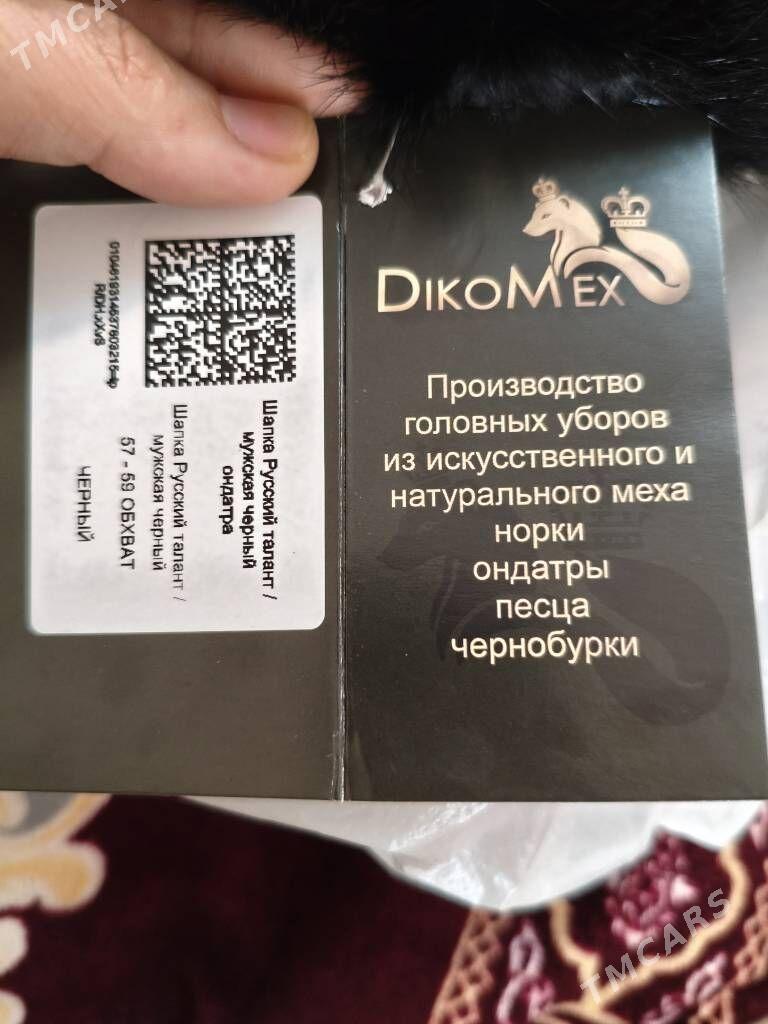 TMCARS
Шапка Русский талант /
мужская черный
ондатра
Шапка Русский талант /
мужская черный
57 - 59 ОБХВАТ
ЧЕРНЫЙ
DIKOMEX
Производство
головных уборов
из искусственного и
натурального меха
норки
ондатры
песца
чернобурки
TMCARS